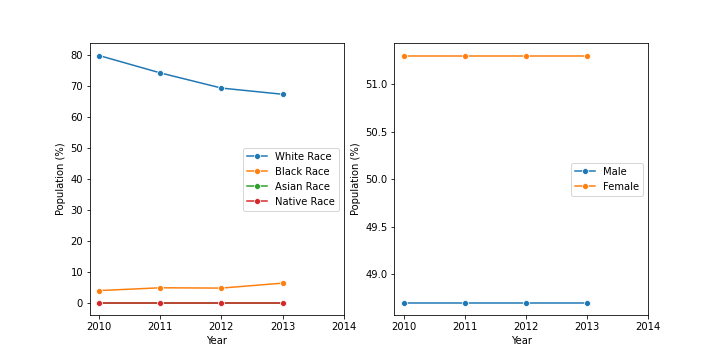 80
70
60
50
40
30
20
10
0
Population (%)
2010 2011 2012 2013 2014
Year
White Race
Black Race
Asian Race
Native Race
51.0
50.5
50.0
49.5
49.0
Population (%)
2010 2011 2012 2013 2014
Year
Male
Female